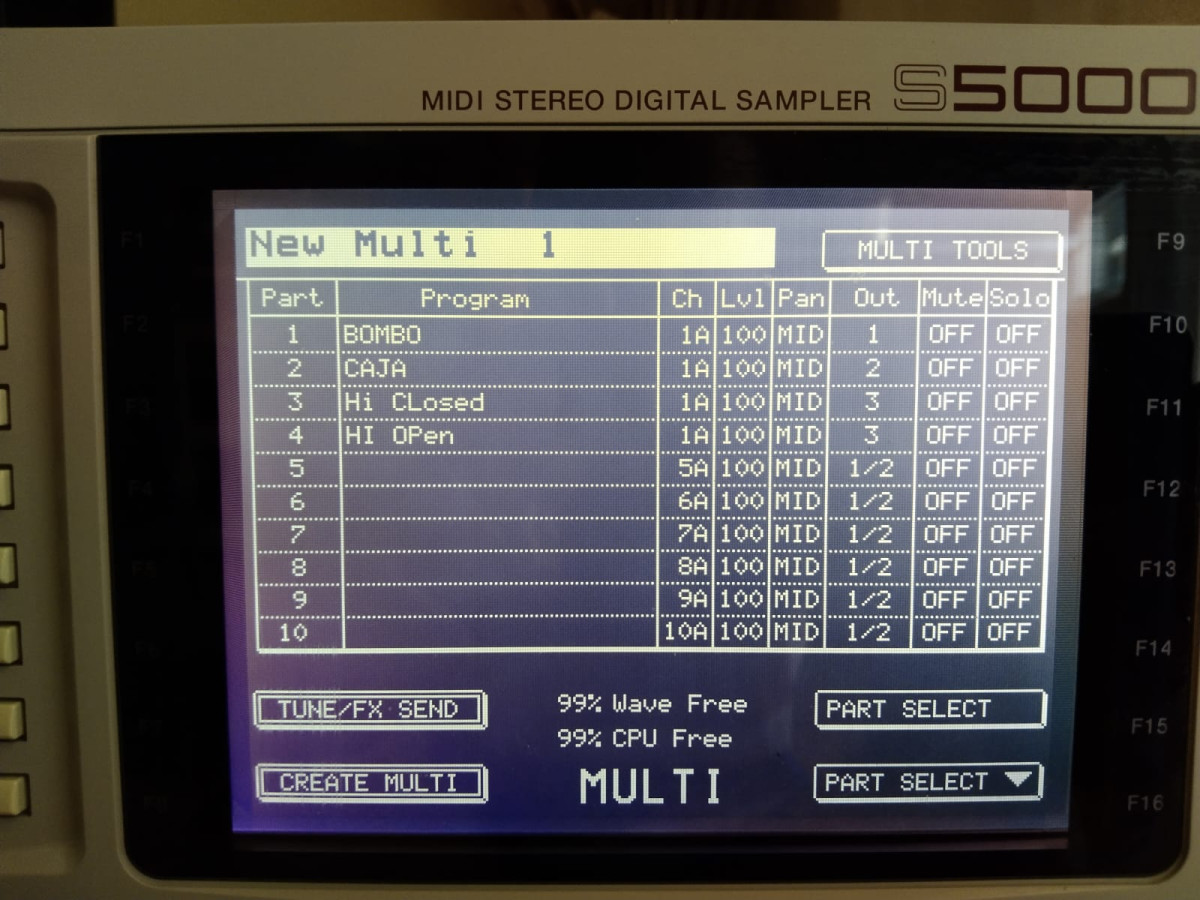 MIDI STEREO DIGITAL SAMPLER S5000
New Multi 1 MULTI TOOLS
Part Program Ch Lvl Pan Out Mute Solo
1 BOMBO 1A 100 MID 1 OFF OFF
2 CAJA 1A 100 MID 2 OFF OFF
3 Hi CLosed 1A 100 MID 3 OFF OFF
4 HI OPen 1A 100 MID 3 OFF OFF
5 5A 100 MID 1/2 OFF OFF
6 6A 100 MID 1/2 OFF OFF
7 7A 100 MID 1/2 OFF OFF
8 8A 100 MID 1/2 OFF OFF
9 9A 100 MID 1/2 OFF OFF
10 10A 100 MID 1/2 OFF OFF
TUNE/FX SEND 99% Wave Free PART SELECT
99% CPU Free
CREATE MULTI MULTI PART SELECT
F1
F2
F3
F4
F5
F9
F10
F11
F12
F13
F14
F15
F16